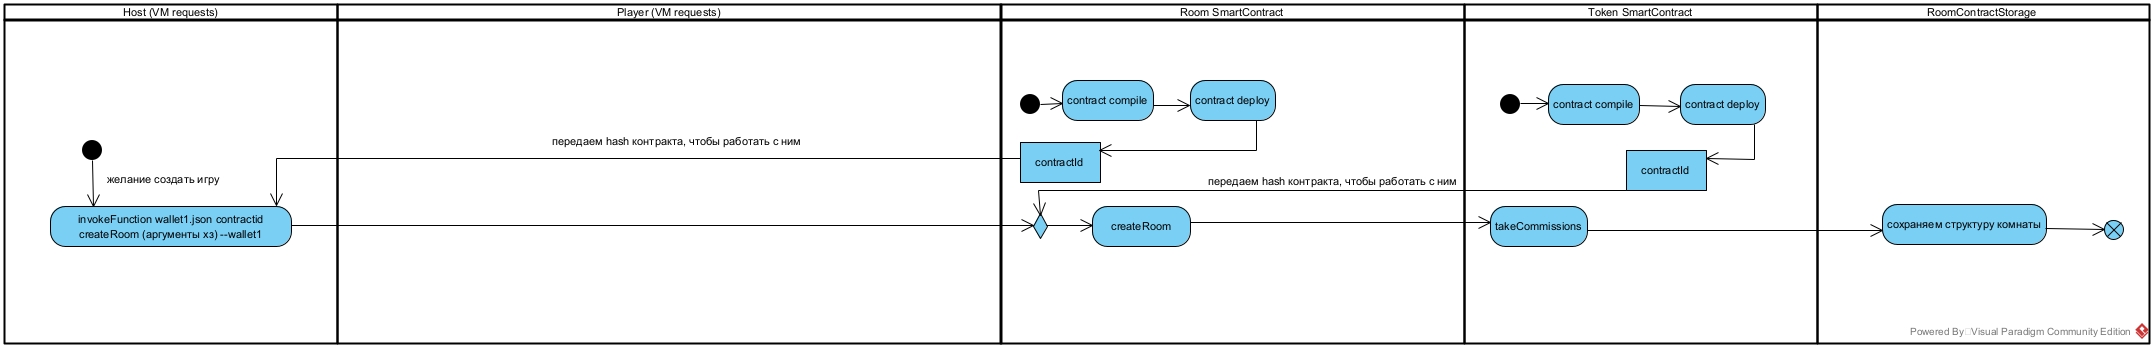 Host (VM requests)
Player (VM requests)
Room SmartContract
Token SmartContract
RoomContractStorage
contract compile
contract deploy
contract compile
contract deploy
передаем hash контракта, чтобы работать с ним
contractId
contractId
желание создать игру
передаем hash контракта, чтобы работать с ним
invokeFunction wallet1.json contractid
createRoom (аргументы хз) --wallet1
createRoom
takeCommissions
сохраняем структуру комнаты
Powered By Visual Paradigm Community Edition